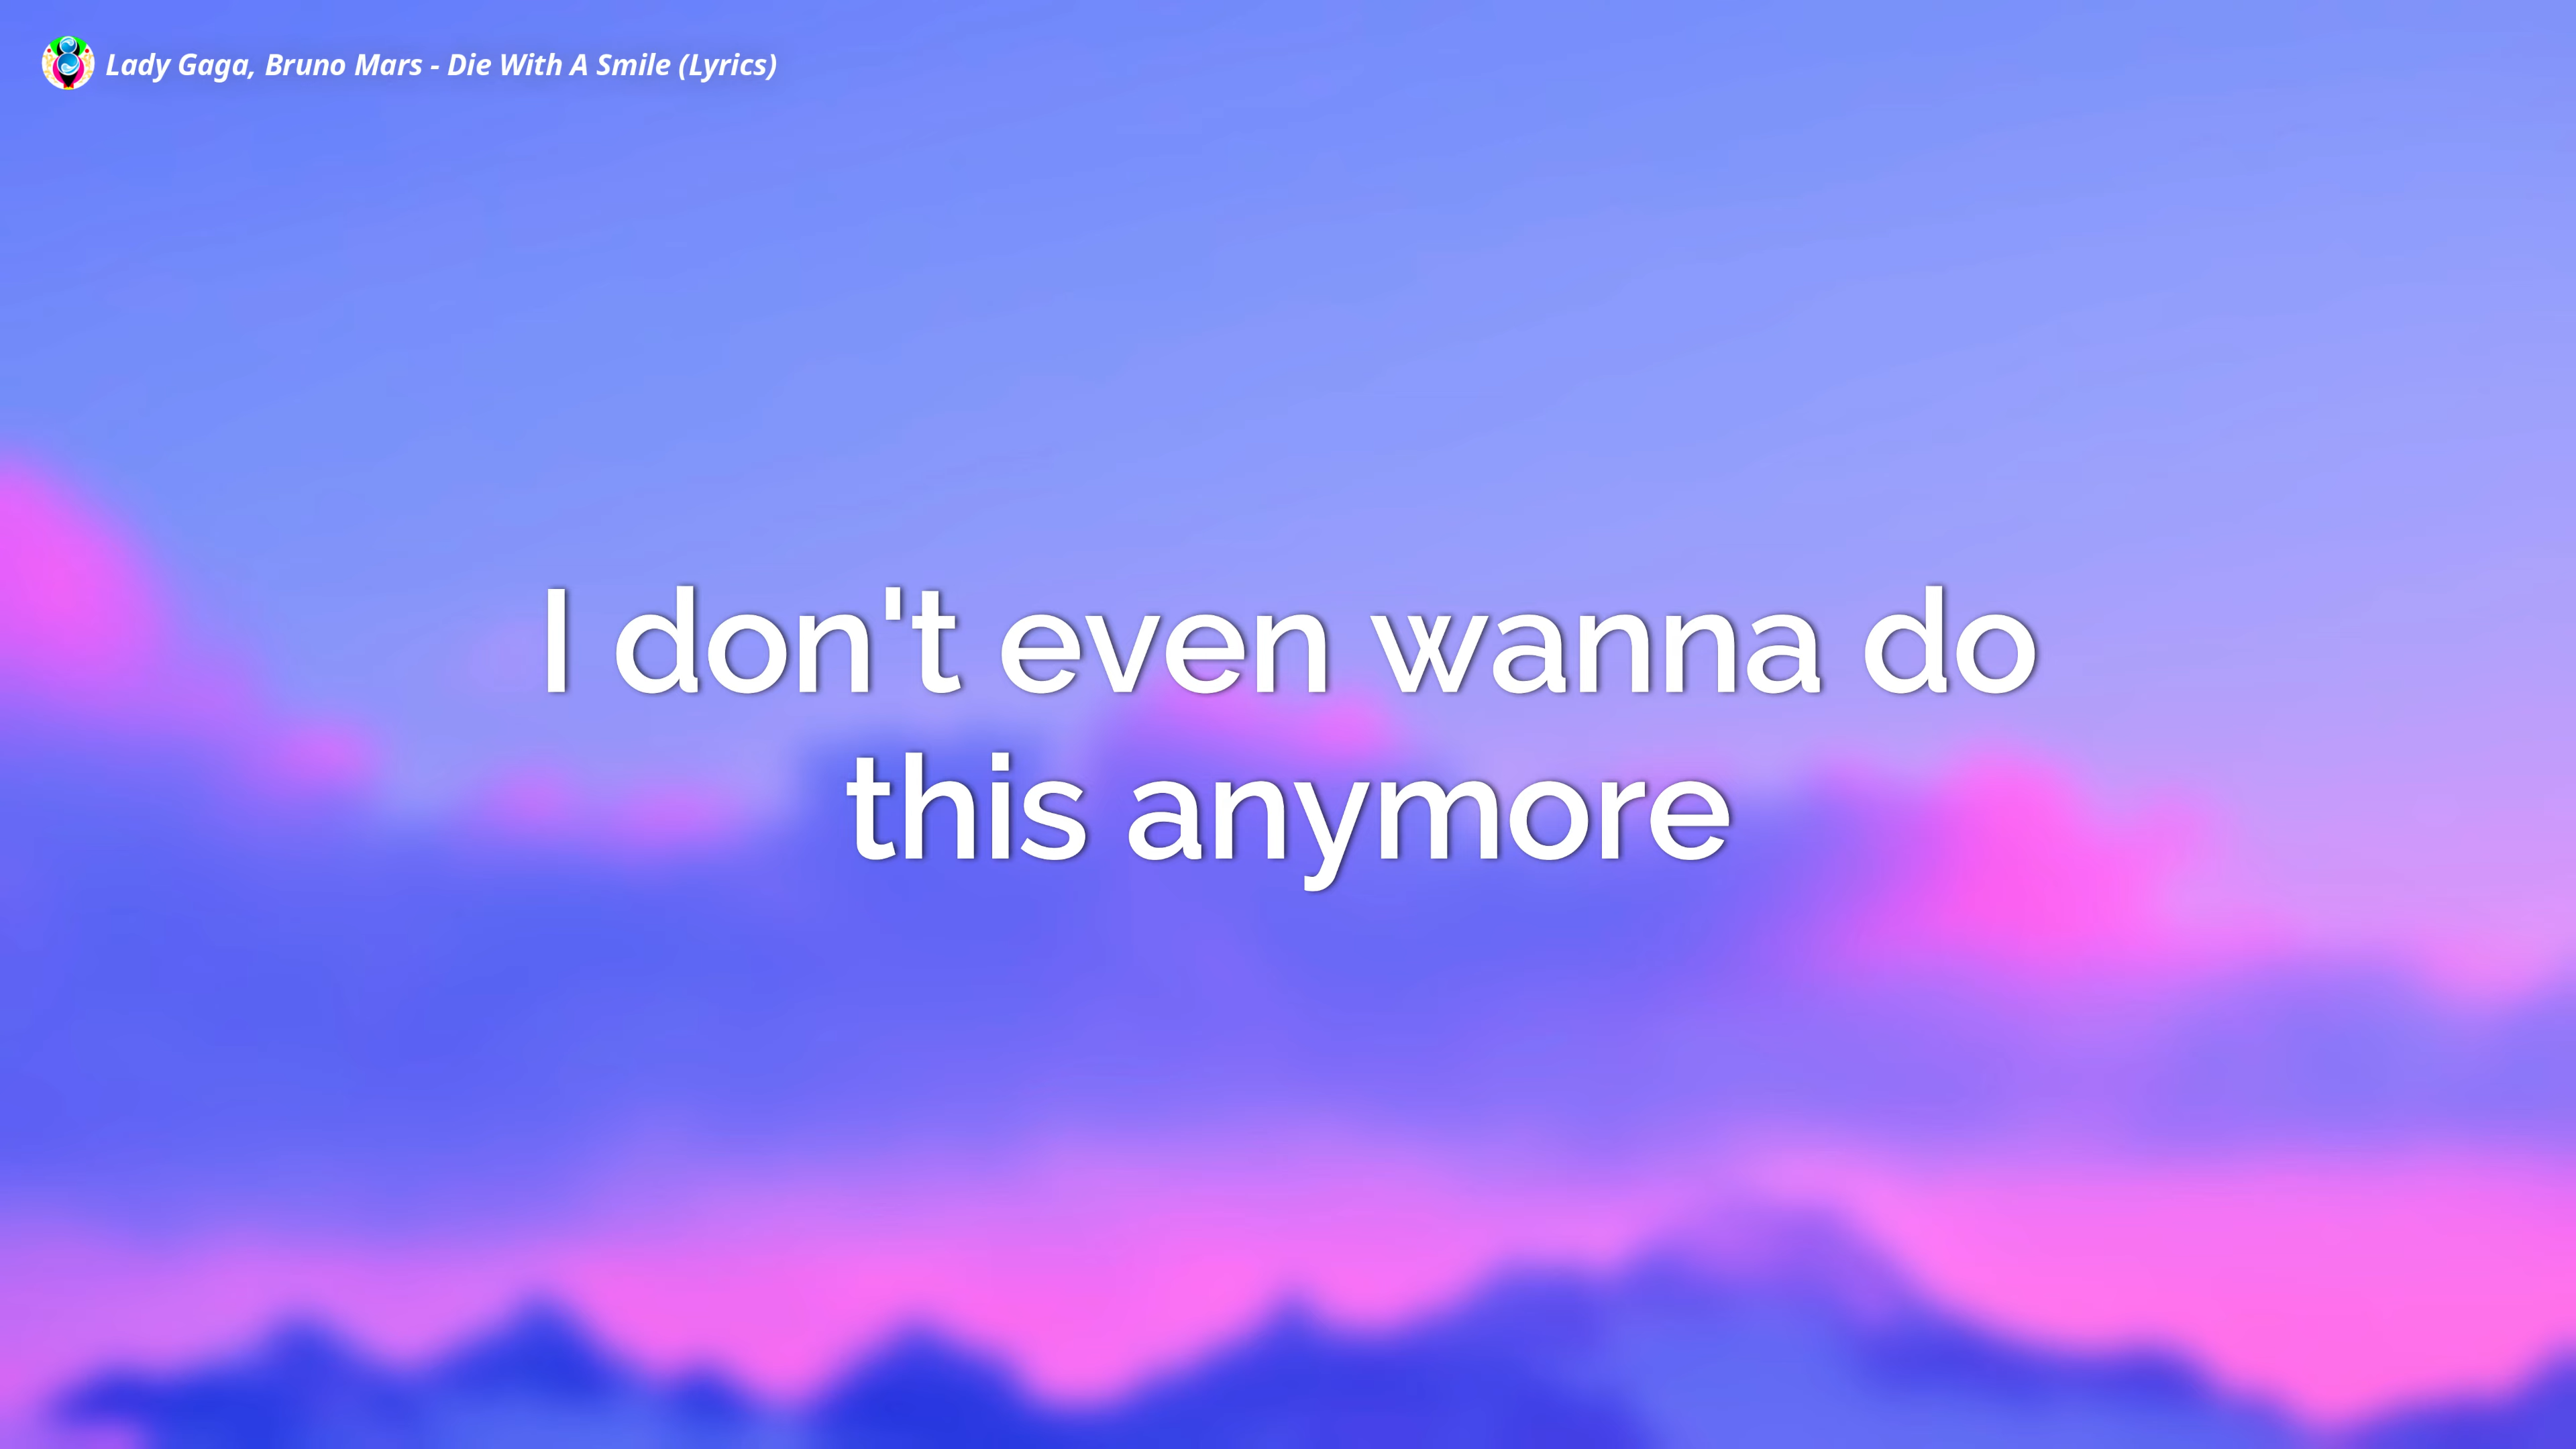 Lady Gaga, Bruno Mars - Die With A Smile (Lyrics)
I don't even wanna do
this anymore